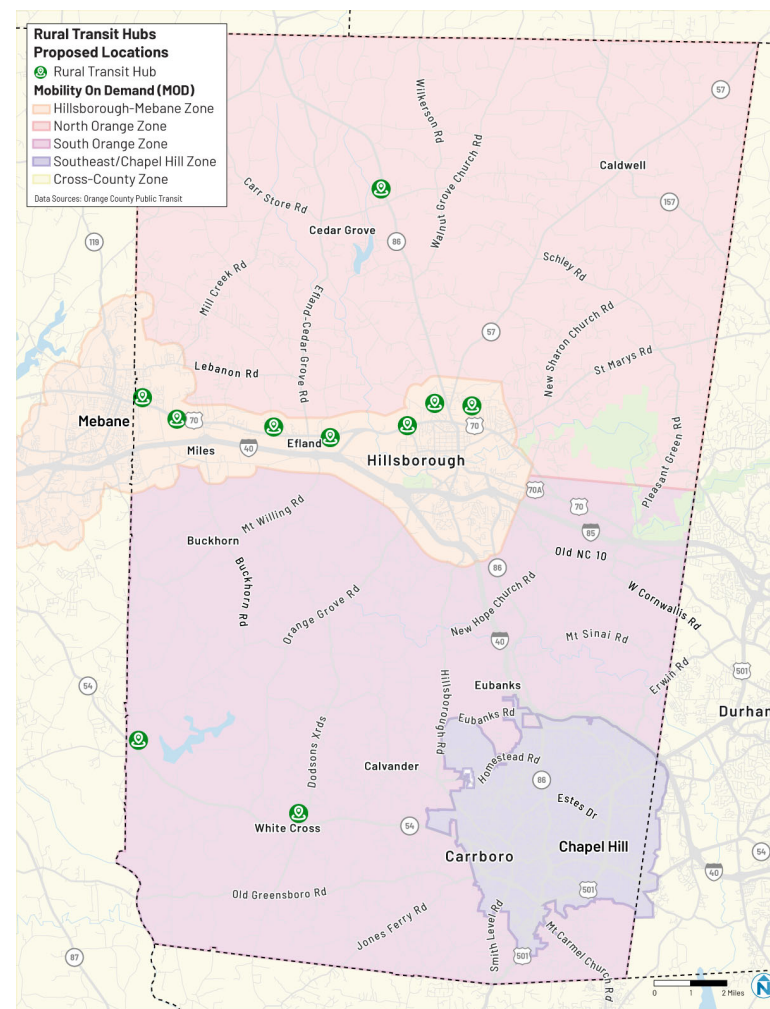 Rural Transit Hubs
Proposed Locations
Rural Transit Hub
Mobility On Demand (MOD)
Hillsborough-Mebane Zone
North Orange Zone
South Orange Zone
Southeast/Chapel Hill Zone
Cross-County Zone
Data Sources: Orange County Public Transit
57
Wilkerson Rd
Walnut Grove Church Rd
Caldwell
Carr Store Rd
157
Cedar Grove
119
86
Schley Rd
Mill Creek Rd
Efland-Cedar Grove Rd
57
New Sharon Church Rd
St Marys Rd
Lebanon Rd
Mebane
70
70
Pleasant Green Rd
Miles
40
Efland
Hillsborough
70A
70
85
Mt Willing Rd
Buckhorn
Old NC 10
Buckhorn Rd
86
W Cornwallis Rd
Orange Grove Rd
New Hope Church Rd
40
Mt Sinai Rd
Erwin Rd
501
54
Hillsborough Rd
Eubanks
Durham
Eubanks Rd
Dodsons Xrds
Calvander
Homestead Rd
86
Estes Dr
White Cross
54
Carrboro
Chapel Hill
54
40
501
Old Greensboro Rd
Jones Ferry Rd
Smith Level Rd
Mt Carmel Church Rd
501
87
0 1 2 Miles
N